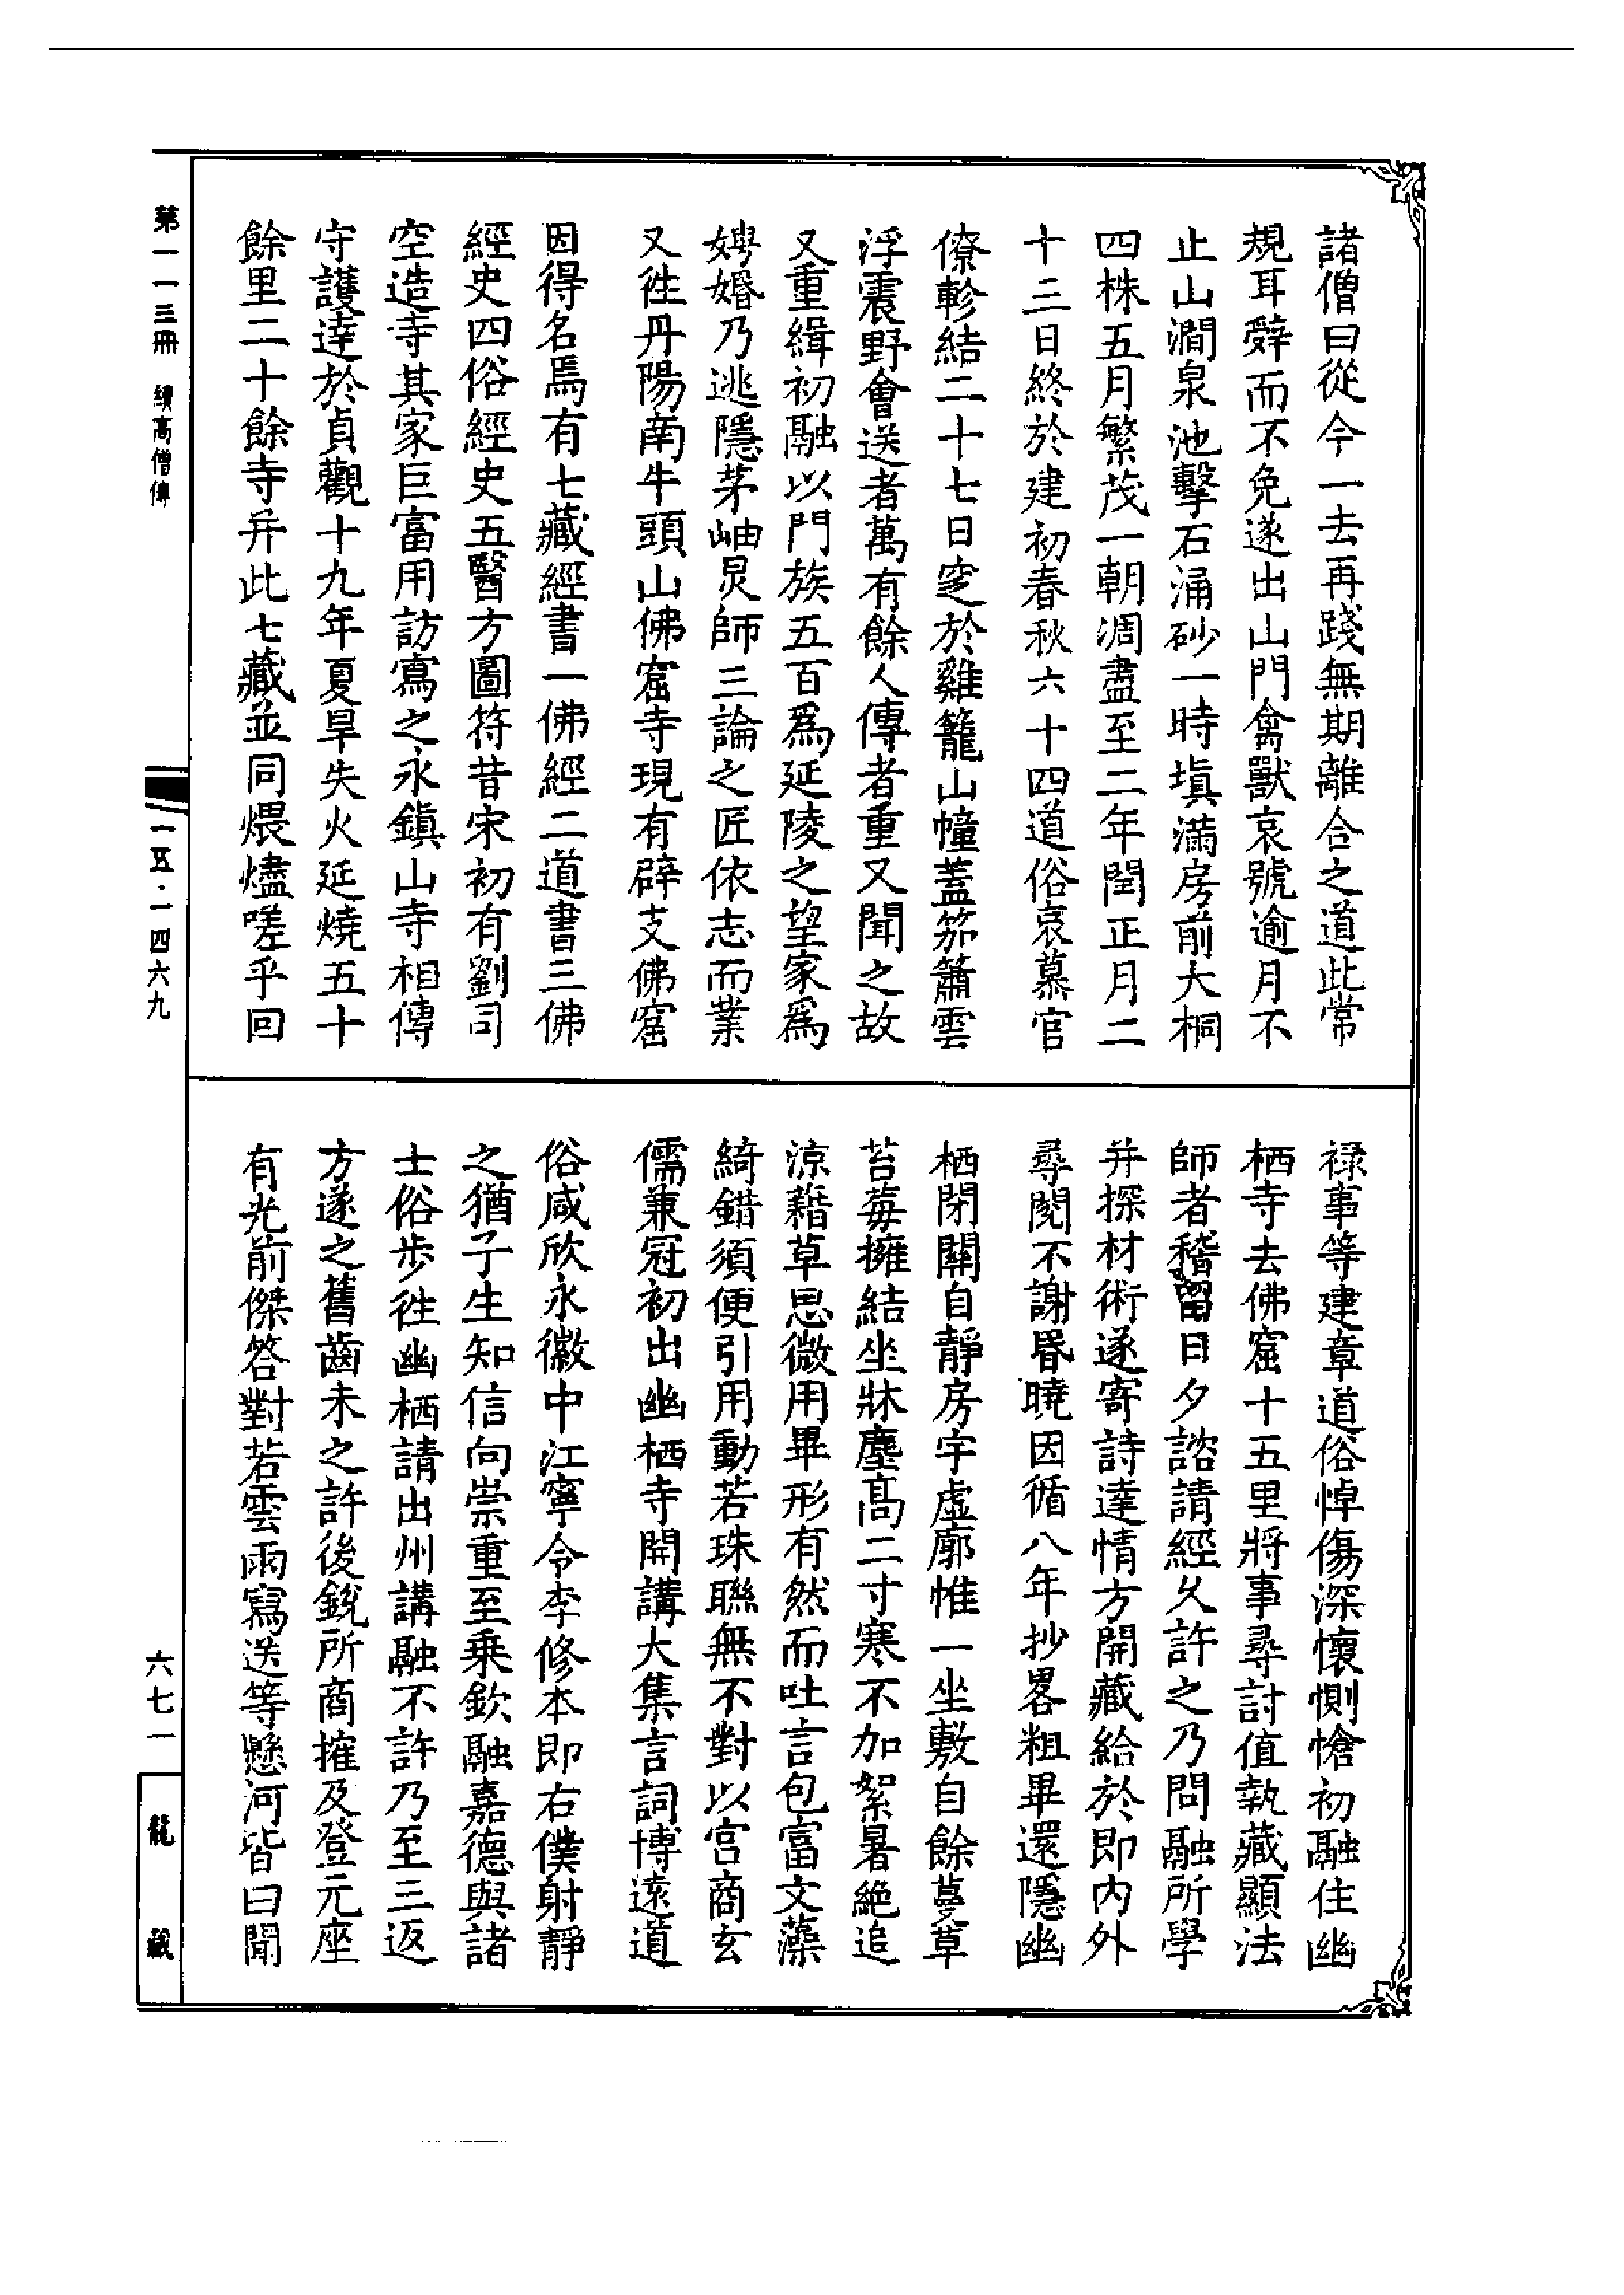 諸僧曰從今一去再踐無期離合之道此常
規耳辤而不免遂出山門禽獸哀號逾月不
止山澗泉池擊石涌砂一時塡滿房前大桐
四株五月繁茂一朝凋盡至二年閏正月二
十三日終於建初春秋六十四道俗哀慕官
僚軫結二十七日窆於雞籠山幢蓋笳簫雲
浮震野會送者萬有餘人傳者重又聞之故
又重緝初融以門族五百爲延陵之望家爲
娉婚乃逃隱茅岫炅師三論之匠依志而業
又徃丹陽南牛頭山佛窟寺現有辟支佛窟
因得名焉有七藏經書一佛經二道書三佛
經史四俗經史五醫方圖符昔宋初有劉司
空造寺其家巨富用訪寫之永鎭山寺相傳
守護達於貞觀十九年夏旱失火延燒五十
餘里二十餘寺并此七藏並同煨燼嗟乎回
祿事等建章道俗悼傷深懷惻愴初融住幽
栖寺去佛窟十五里將事尋討值執藏顯法
師者稽留日夕諮請經久許之乃問融所學
并探材術遂寄詩達情方開藏給於即内外
尋閱不謝昏曉因循八年抄畧粗畢還隱幽
栖閉關自靜房宇虛廓惟一坐敷自餘蔓草
苔莓擁結坐牀塵高二寸寒不加絮暑絶追
涼藉草思微用畢形有然而吐言包富文藻
綺錯須便引用動若珠聯無不對以宮商玄
儒兼冠初出幽栖寺開講大集言詞博遠道
俗咸欣永徽中江寧令李修本即右僕射靜
之猶子生知信向崇重至乗欽融嘉德與諸
士俗步徃幽栖請出州講融不許乃至三返
方遂之舊齒未之許後銳所商搉及登元座
有光前傑答對若雲雨寫送等懸河皆曰聞
第一一三冊 續高僧傳
一五·一四六九
六七一
龍藏